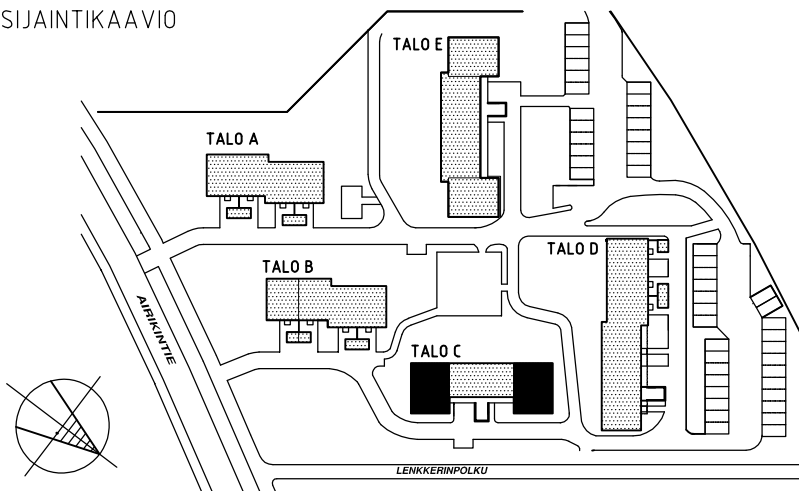 SIJAINTIKAAVIO
TALO E
TALO A
TALO D
TALO B
AIRIKINTIE
TALO C
LENKKERINPOLKU